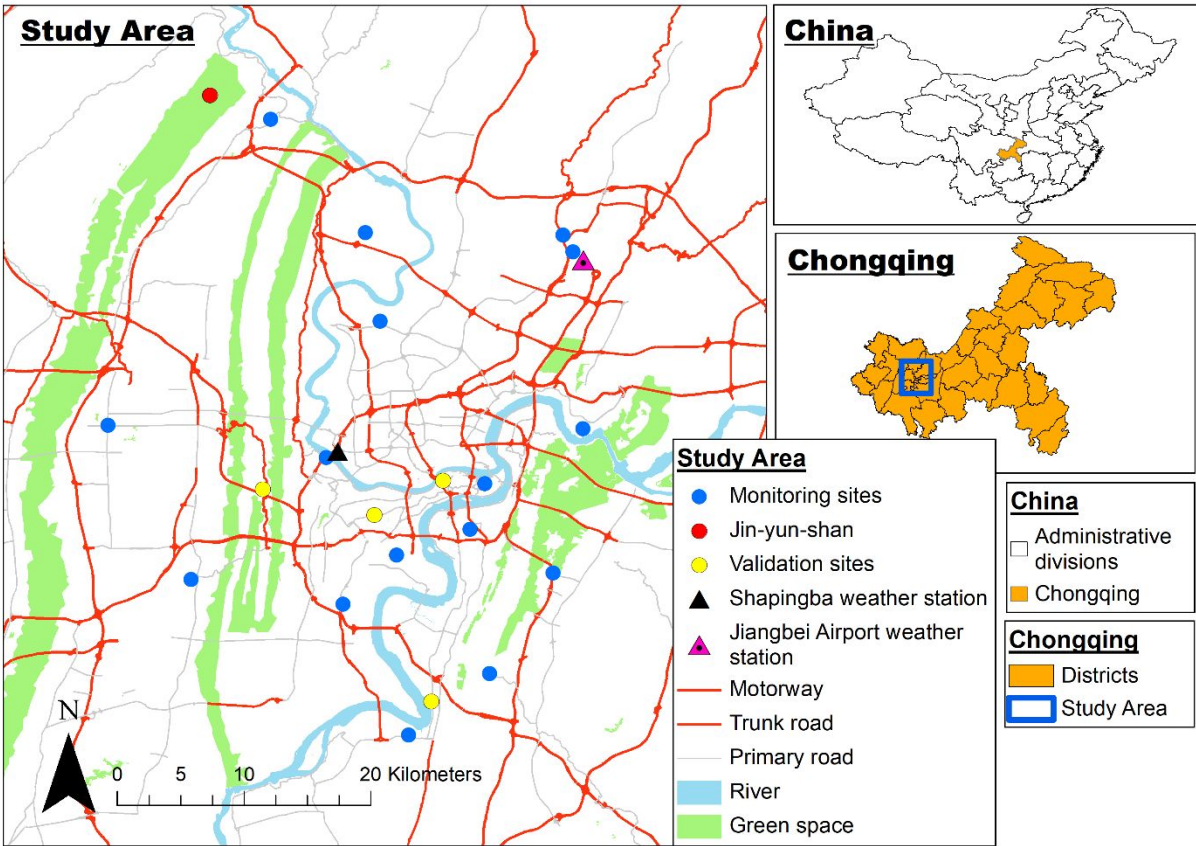 Study Area
N
0 5 10 20 Kilometers
China
Chongqing
Study Area
Monitoring sites
Jin-yun-shan
Validation sites
Shapingba weather station
Jiangbei Airport weather
station
Motorway
Trunk road
Primary road
River
Green space
China
Administrative
divisions
Chongqing
Chongqing
Districts
Study Area